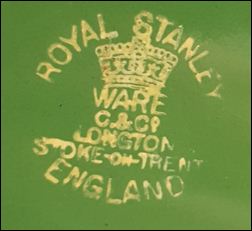 ROYAL STANLEY
WARE
C&Cº
LONGTON
STOKE-ON-TRENT
ENGLAND